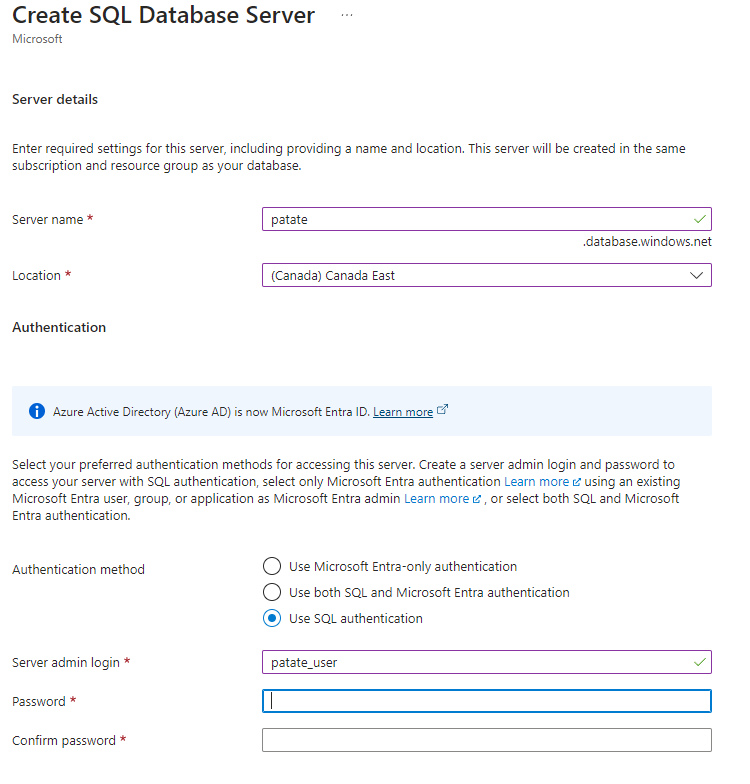 Create SQL Database Server ...
Microsoft
Server details
Enter required settings for this server, including providing a name and location. This server will be created in the same
subscription and resource group as your database.
Server name *
patate
.database.windows.net
Location *
(Canada) Canada East
Authentication
Azure Active Directory (Azure AD) is now Microsoft Entra ID. Learn more
Select your preferred authentication methods for accessing this server. Create a server admin login and password to
access your server with SQL authentication, select only Microsoft Entra authentication Learn more using an existing
Microsoft Entra user, group, or application as Microsoft Entra admin Learn more , or select both SQL and Microsoft
Entra authentication.
Authentication method
Use Microsoft Entra-only authentication
Use both SQL and Microsoft Entra authentication
Use SQL authentication
Server admin login *
patate_user
Password *
Confirm password *